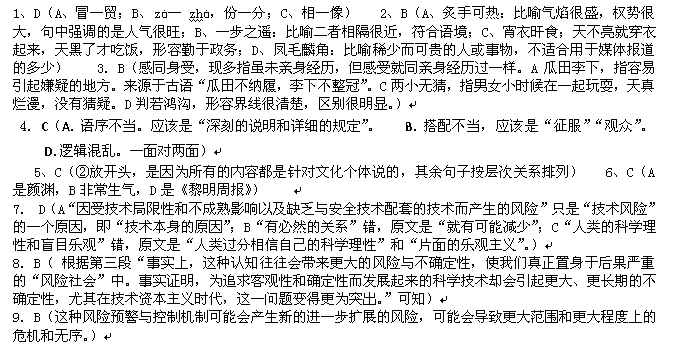 1、D（A、冒一贸；B、zá一 zhá，份一分；C、相一像）　2、B（A、炙手可热：比喻气焰很盛，权势很
大，句中强调的是人气很旺；B、一步之遥：比喻二者相隔很近，符合语境；C、宵衣旰食；天不亮就穿衣
起来，天黑了才吃饭，形容勤于政务；D、凤毛麟角：比喻稀少而可贵的人或事物，不适合用于媒体报道
的多少）　3. B（感同身受，现多指虽未亲身经历，但感受就同亲身经历过一样。A 瓜田李下，指容易
引起嫌疑的地方。来源于古语“瓜田不纳履，李下不整冠”。C 两小无猜，指男女小时候在一起玩耍，天真
烂漫，没有猜疑。D 判若鸿沟，形容界线很清楚，区别很明显。）
4. C（A. 语序不当。应该是“深刻的说明和详细的规定”。　B. 搭配不当，应该是“征服”“观众”。
D.逻辑混乱。一面对两面）
5、C（②放开头，是因为所有的内容都是针对文化个体说的，其余句子按层次关系排列）　6、C（A
是颜渊，B 非常生气，D 是《黎明周报》）
7. D（A“因受技术局限性和不成熟影响以及缺乏与安全技术配套的技术而产生的风险”只是“技术风险”
的一个原因，即“技术本身的原因”；B“有必然的关系”错，原文是“就有可能减少”；C“人类的科学理
性和盲目乐观”错，原文是“人类过分相信自己的科学理性”和“片面的乐观主义”。）
8. B（ 根据第三段“事实上，这种认知往往会带来更大的风险与不确定性，使我们真正置身于后果严重
的“风险社会”中。事实证明，为追求客观性和确定性而发展起来的科学技术却会引起更大、更长期的不
确定性，尤其在技术资本主义时代，这一问题变得更为突出。”可知）
9. B（这种风险预警与控制机制可能会产生新的进一步扩展的风险，可能会导致更大范围和更大程度上的
危机和无序。）